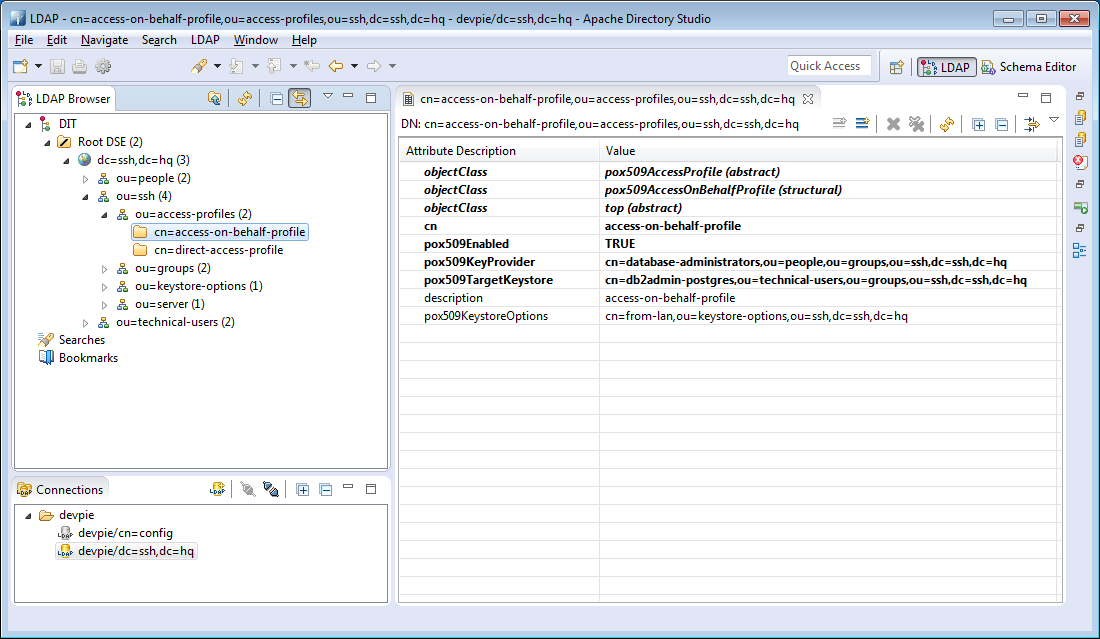 LDAP - cn=access-on-behalf-profile,ou=access-profiles,ou=ssh,dc=ssh,dc=hq - devpie/dc=ssh,dc=hq - Apache Directory Studio
File Edit Navigate Search LDAP Window Help
Quick Access LDAP Schema Editor
LDAP Browser
DIT
Root DSE (2)
dc=ssh,dc=hq (3)
ou=people (2)
ou=ssh (4)
ou=access-profiles (2)
cn=access-on-behalf-profile
cn=direct-access-profile
ou=groups (2)
ou=keystore-options (1)
ou=server (1)
ou=technical-users (2)
Searches
Bookmarks
Connections
devpie
devpie/cn=config
devpie/dc=ssh,dc=hq
cn=access-on-behalf-profile,ou=access-profiles,ou=ssh,dc=ssh,dc=hq
DN: cn=access-on-behalf-profile,ou=access-profiles,ou=ssh,dc=ssh,dc=hq
Attribute Description Value
objectClass pox509AccessProfile (abstract)
objectClass pox509AccessOnBehalfProfile (structural)
objectClass top (abstract)
cn access-on-behalf-profile
pox509Enabled TRUE
pox509KeyProvider cn=database-administrators,ou=people,ou=groups,ou=ssh,dc=ssh,dc=hq
pox509TargetKeystore cn=db2admin-postgres,ou=technical-users,ou=groups,ou=ssh,dc=ssh,dc=hq
description access-on-behalf-profile
pox509KeystoreOptions cn=from-lan,ou=keystore-options,ou=ssh,dc=ssh,dc=hq